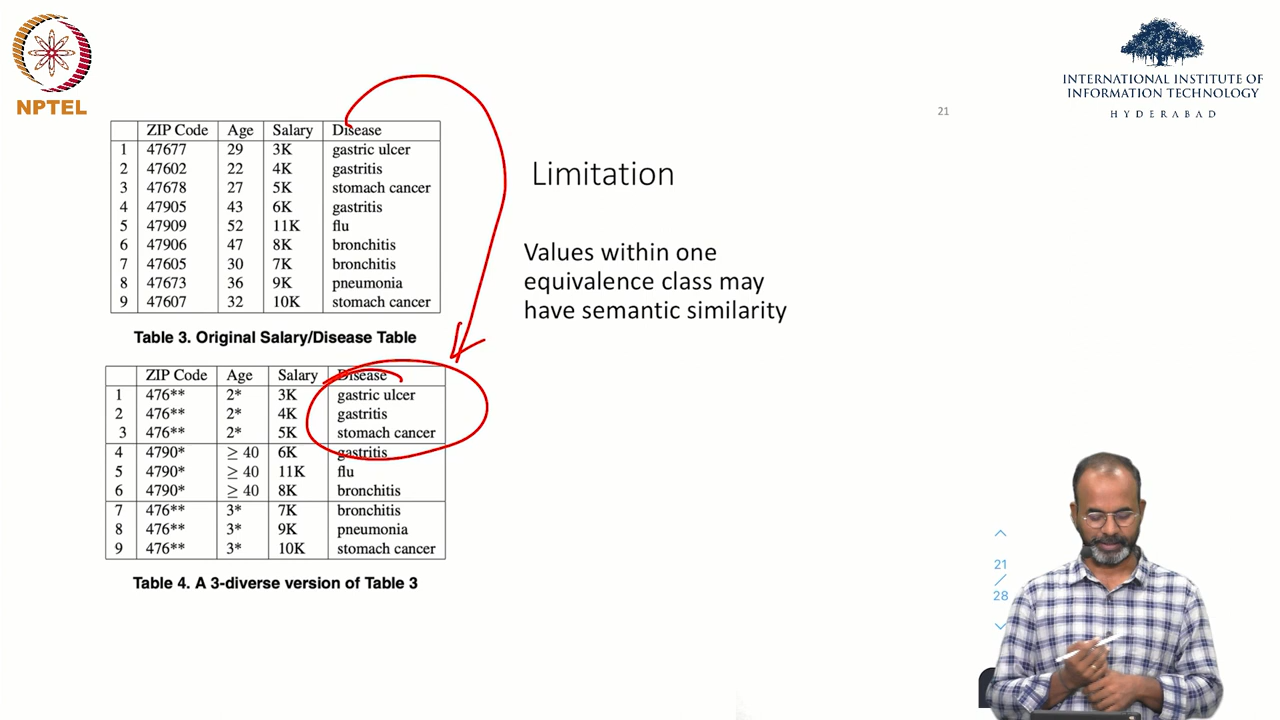 NPTEL
INTERNATIONAL INSTITUTE OF
INFORMATION TECHNOLOGY
HYDERABAD
21
ZIP Code Age Salary Disease
1 47677 29 3K gastric ulcer
2 47602 22 4K gastritis
3 47678 27 5K stomach cancer
4 47905 43 6K gastritis
5 47909 52 11K flu
6 47906 47 8K bronchitis
7 47605 30 7K bronchitis
8 47673 36 9K pneumonia
9 47607 32 10K stomach cancer
Table 3. Original Salary/Disease Table
Limitation
Values within one
equivalence class may
have semantic similarity
ZIP Code Age Salary Disease
1 476** 2* 3K gastric ulcer
2 476** 2* 4K gastritis
3 476** 2* 5K stomach cancer
4 4790* ≥ 40 6K gastritis
5 4790* ≥ 40 11K flu
6 4790* ≥ 40 8K bronchitis
7 476** 3* 7K bronchitis
8 476** 3* 9K pneumonia
9 476** 3* 10K stomach cancer
Table 4. A 3-diverse version of Table 3
21
/
28